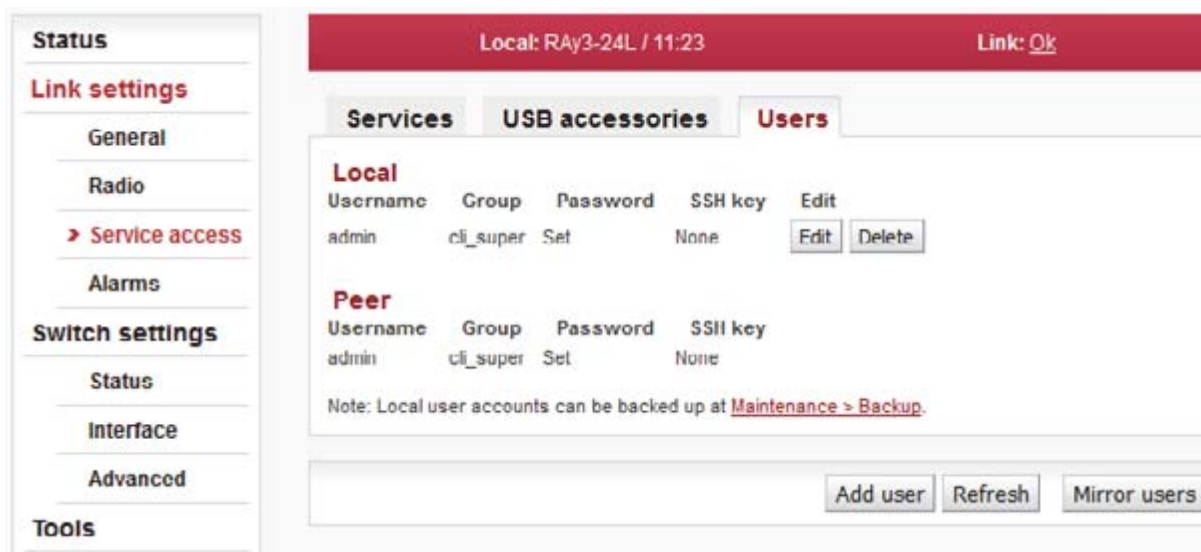 Status
Link settings
General
Radio
> Service access
Alarms
Switch settings
Status
Interface
Advanced
Tools
Local: RAy3-24L / 11:23 Link: Ok
Services USB accessories Users
Local
Username Group Password SSH key Edit
admin cli_super Set None Edit Delete
Peer
Username Group Password SSH key
admin cli_super Set None
Note: Local user accounts can be backed up at Maintenance > Backup.
Add user Refresh Mirror users